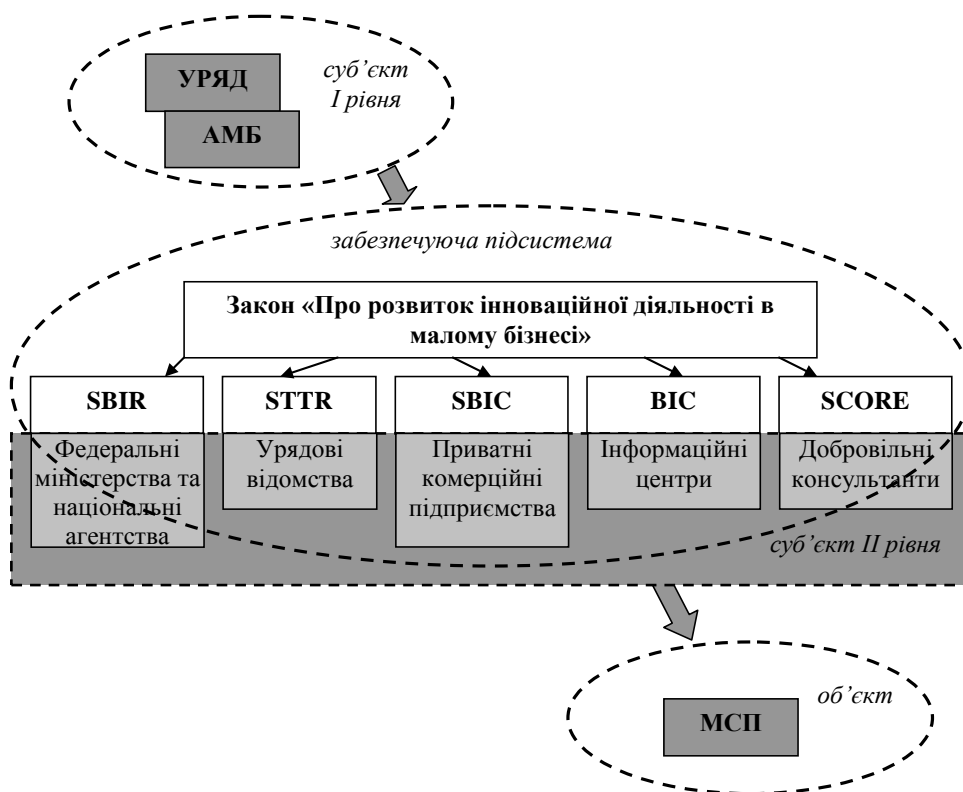 УРЯД
АМБ
суб’єкт
І рівня
забезпечуюча підсистема
Закон «Про розвиток інноваційної діяльності в
малому бізнесі»
SBIR
STTR
SBIC
BIC
SCORE
Федеральні
міністерства та
національні
агентства
Урядові
відомства
Приватні
комерційні
підприємства
Інформаційні
центри
Добровільні
консультанти
суб’єкт ІІ рівня
об’єкт
МСП